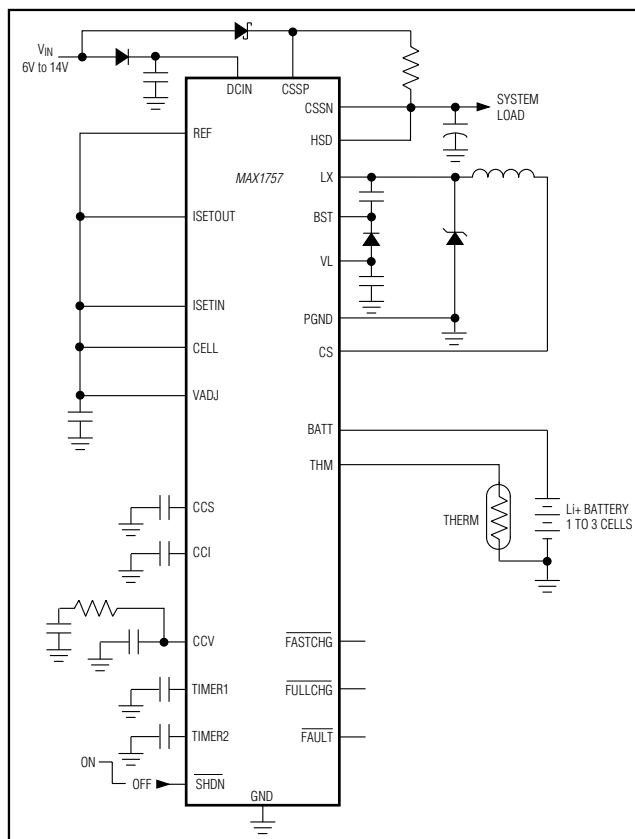 VIN
6V to 14V
DCIN
CSSP
CSSN
SYSTEM
LOAD
REF
HSD
MAX1757
LX
ISETOUT
BST
VL
ISETIN
PGND
CELL
CS
VADJ
BATT
THM
CCS
THERM
Li+ BATTERY
1 TO 3 CELLS
CCI
CCV
FASTCHG
TIMER1
FULLCHG
TIMER2
FAULT
ON
OFF
SHDN
GND